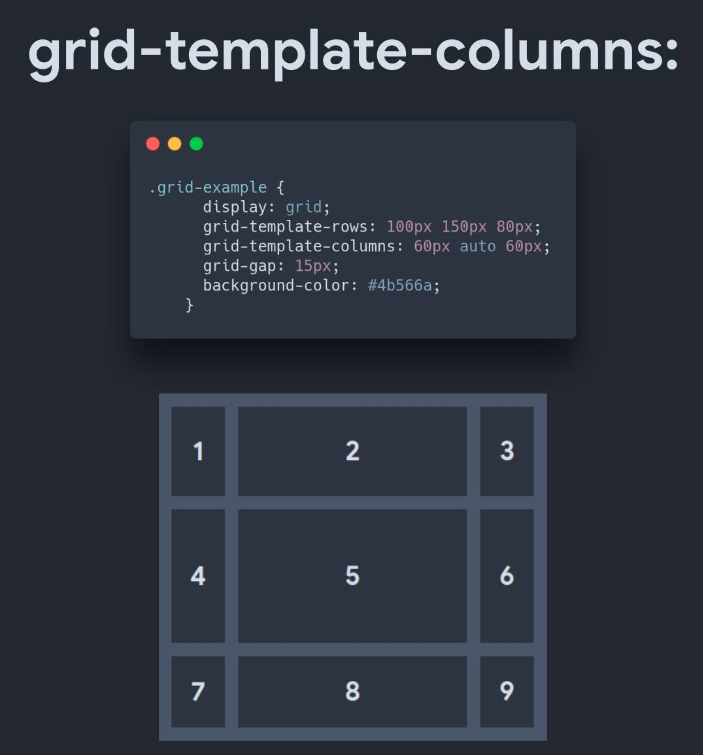 grid-template-columns:
.grid-example {
display: grid;
grid-template-rows: 100px 150px 80px;
grid-template-columns: 60px auto 60px;
grid-gap: 15px;
background-color: #4b566a;
}
1 2 3
4 5 6
7 8 9